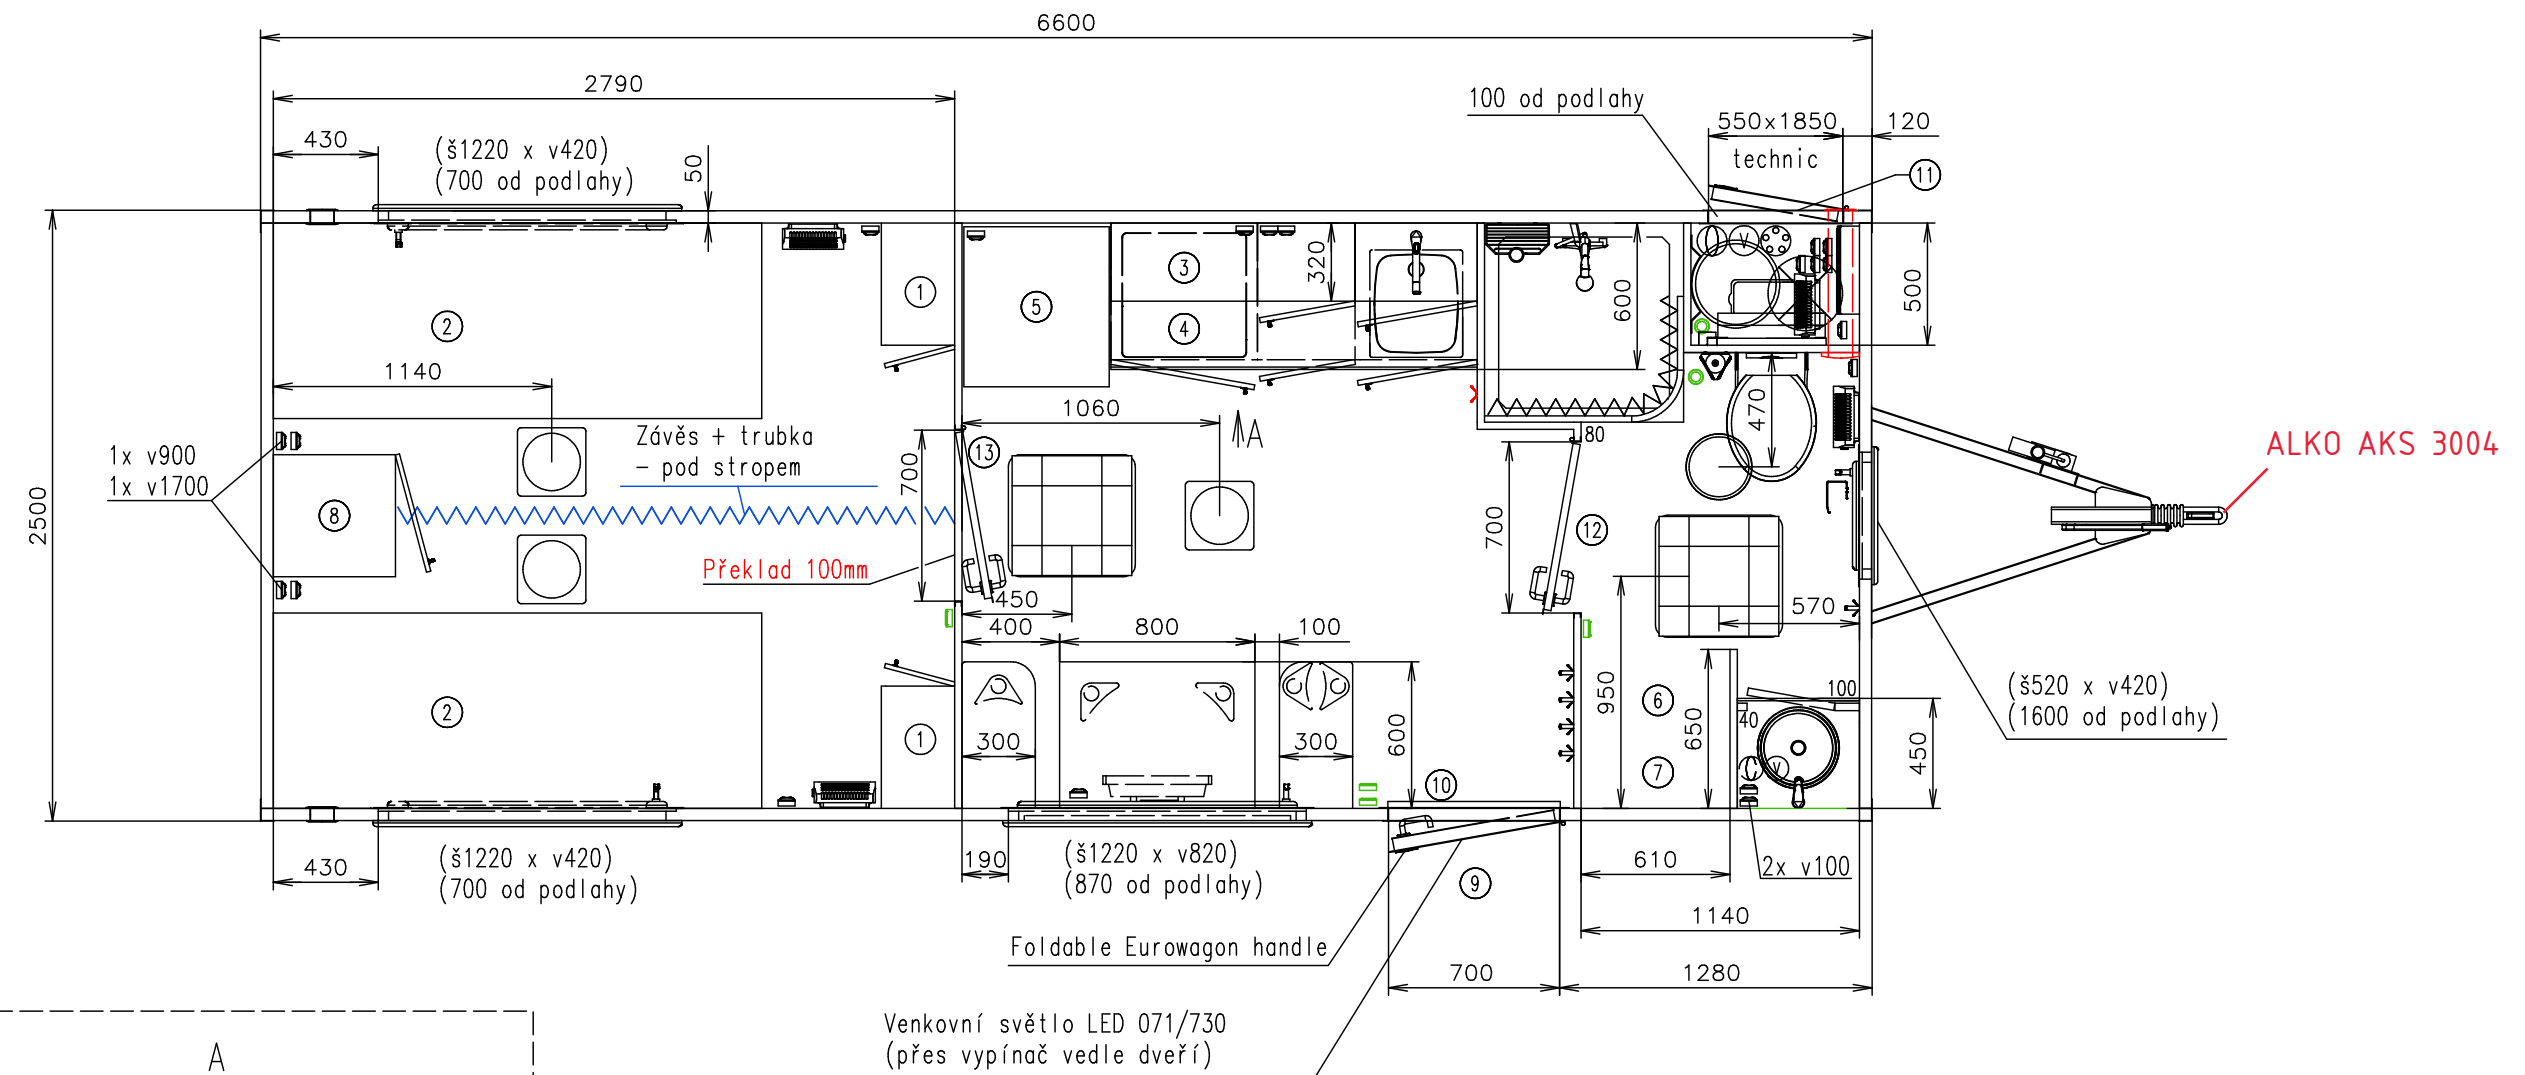 6600
2790
100 od podlahy
550x1850
120
430
(š1220 x v420)
(700 od podlahy)
50
technic
11
2500
2
1
5
3
4
320
600
500
V
1140
1060
A
13
80
470
ALKO AKS 3004
1x v900
1x v1700
Závěs + trubka
- pod stropem
8
700
700
12
Překlad 100mm
450
570
400
800
100
2
1
300
300
600
950
6
7
650
100
40
V
450
(š520 x v420)
(1600 od podlahy)
10
430
(š1220 x v420)
(700 od podlahy)
190
(š1220 x v820)
(870 od podlahy)
9
610
2x v100
1140
Foldable Eurowagon handle
700
1280
Venkovní světlo LED 071/730
(přes vypínač vedle dveří)
A